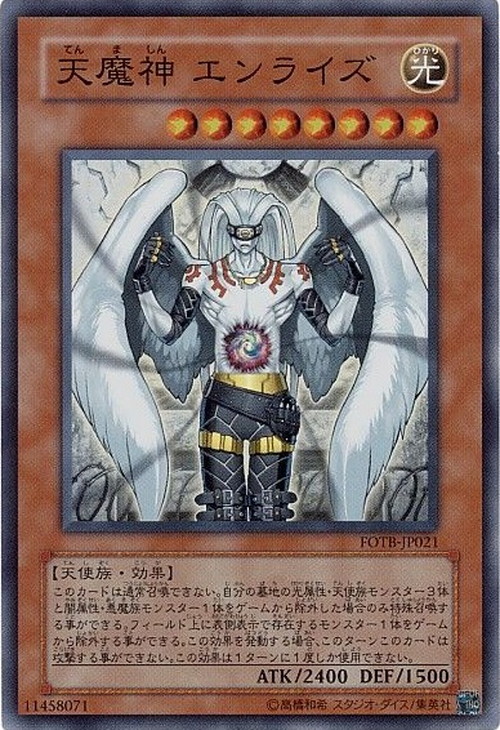 てん ま しん
天魔神 エンライズ
ひかり
光
FOTB-JP021
【天使族・効果】
このカードは通常召喚できない。自分の墓地の光属性・天使族モンスター3体
と闇属性・悪魔族モンスター1体をゲームから除外した場合のみ特殊召喚す
る事ができる。フィールド上に表側表示で存在するモンスター1体をゲーム
から除外する事ができる。この効果を発動する場合、このターンこのカードは
攻撃する事ができない。この効果は1ターンに1度しか使用できない。
ATK/2400 DEF/1500
11458071
©高橋和希 スタジオ・ダイス/集英社